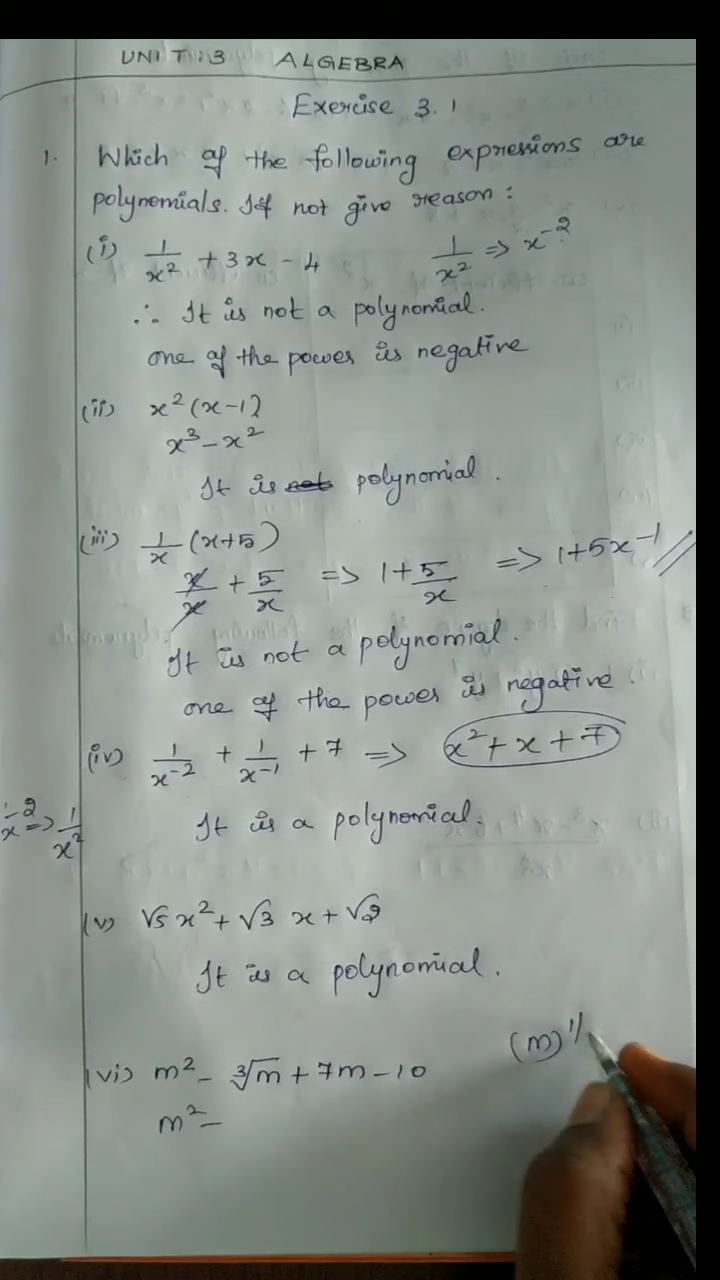 UNIT: 3 ALGEBRA
Exercise 3.1
1. Which of the following expressions are
polynomials. If not give reason:
(i) 1/x² + 3x - 4 1/x² => x⁻²
∴ It is not a polynomial.
one of the power is negative
(ii) x²(x-1)
x³ - x²
It is polynomial.
(iii) 1/x (x+5)
x/x + 5/x => 1 + 5/x => 1+5x⁻¹ //
It is not a polynomial.
one of the power is negative.
(iv) 1/x⁻² + 1/x⁻¹ + 7 => x² + x + 7
x⁻² => 1/x²
It is a polynomial.
(v) √5 x² + √3 x + √2
It is a polynomial.
(m)¹/
(vi) m² - ∛m + 7m - 10
m² -